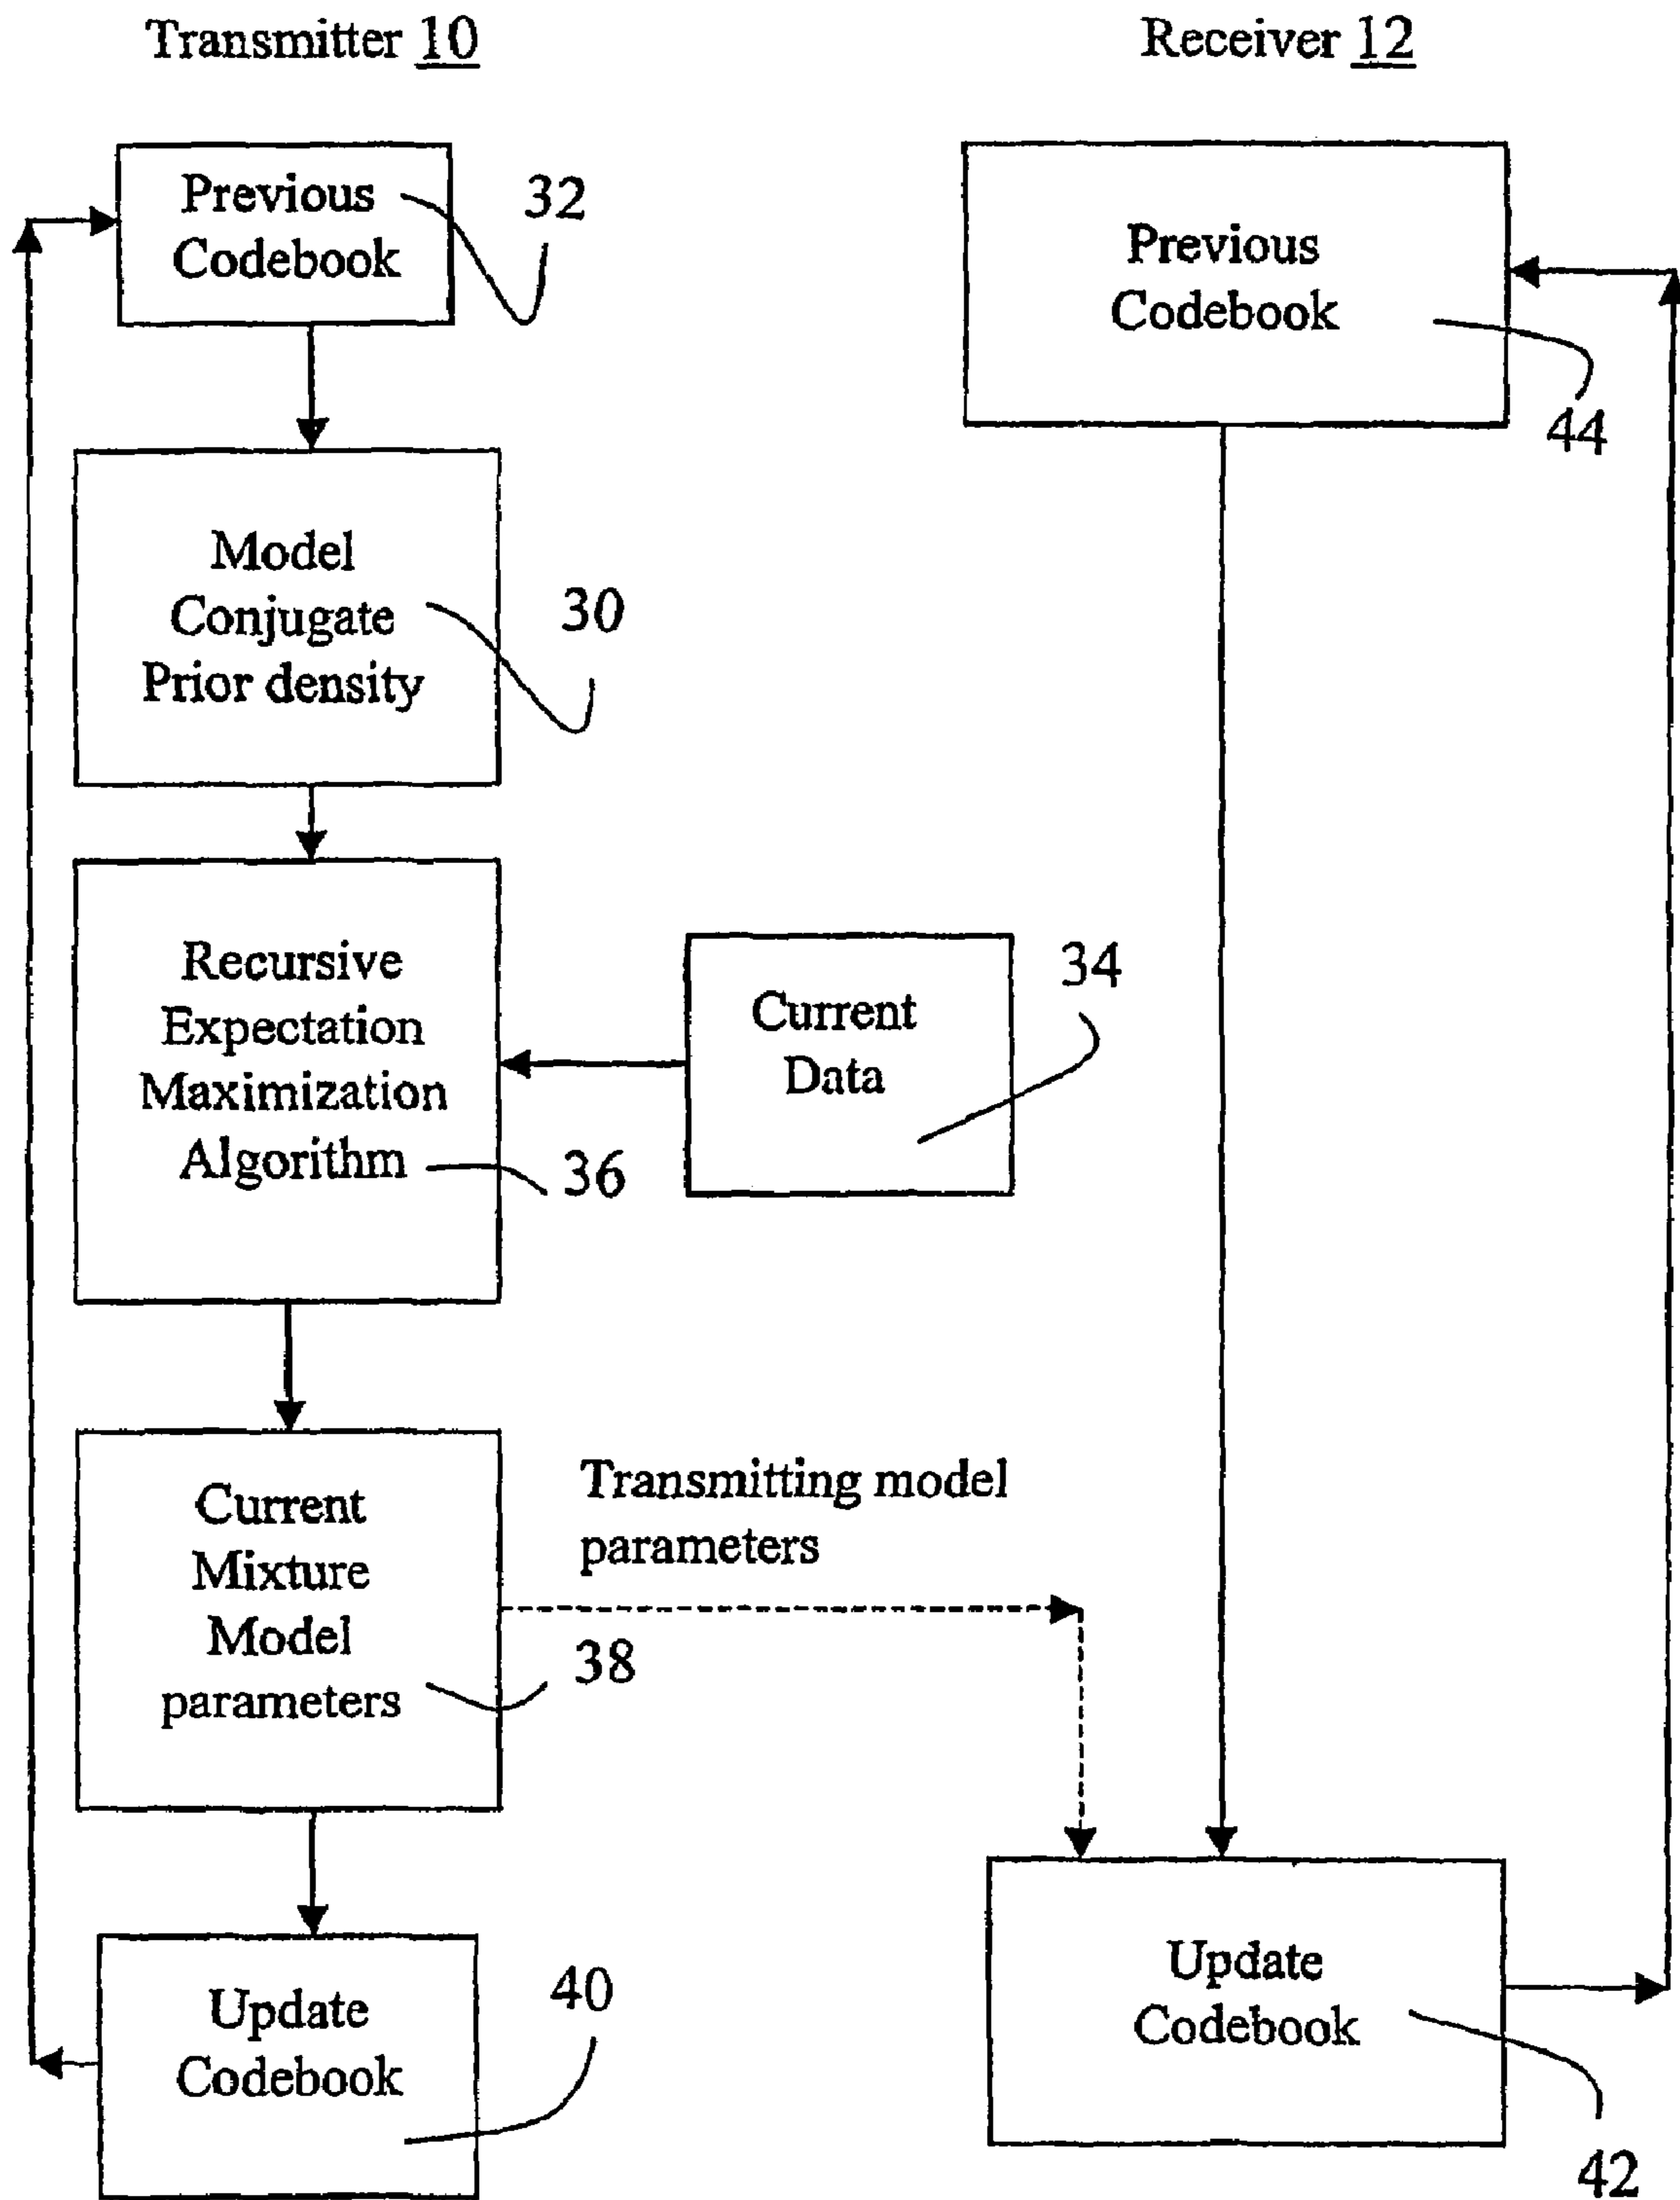 Transmitter 10
Receiver 12
Previous
Codebook
32
Previous
Codebook
44
Model
Conjugate
Prior density
30
Recursive
Expectation
Maximization
Algorithm
36
Current
Data
34
Current
Mixture
Model
parameters
38
Transmitting model
parameters
Update
Codebook
40
Update
Codebook
42